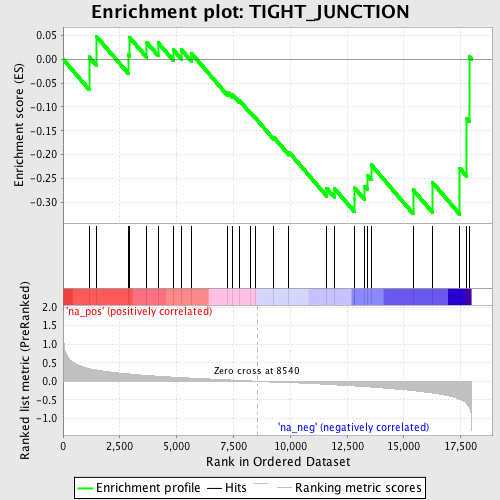 Enrichment plot: TIGHT_JUNCTION
Enrichment score (ES)
0.05
0.00
-0.05
-0.10
-0.15
-0.20
-0.25
-0.30
'na_pos' (positively correlated)
Ranked list metric (PreRanked)
2.0
1.5
1.0
0.5
0.0
-0.5
-1.0
Zero cross at 8540
'na_neg' (negatively correlated)
0
2,500
5,000
7,500
10,000
12,500
15,000
17,500
Rank in Ordered Dataset
Enrichment profile
Hits
Ranking metric scores